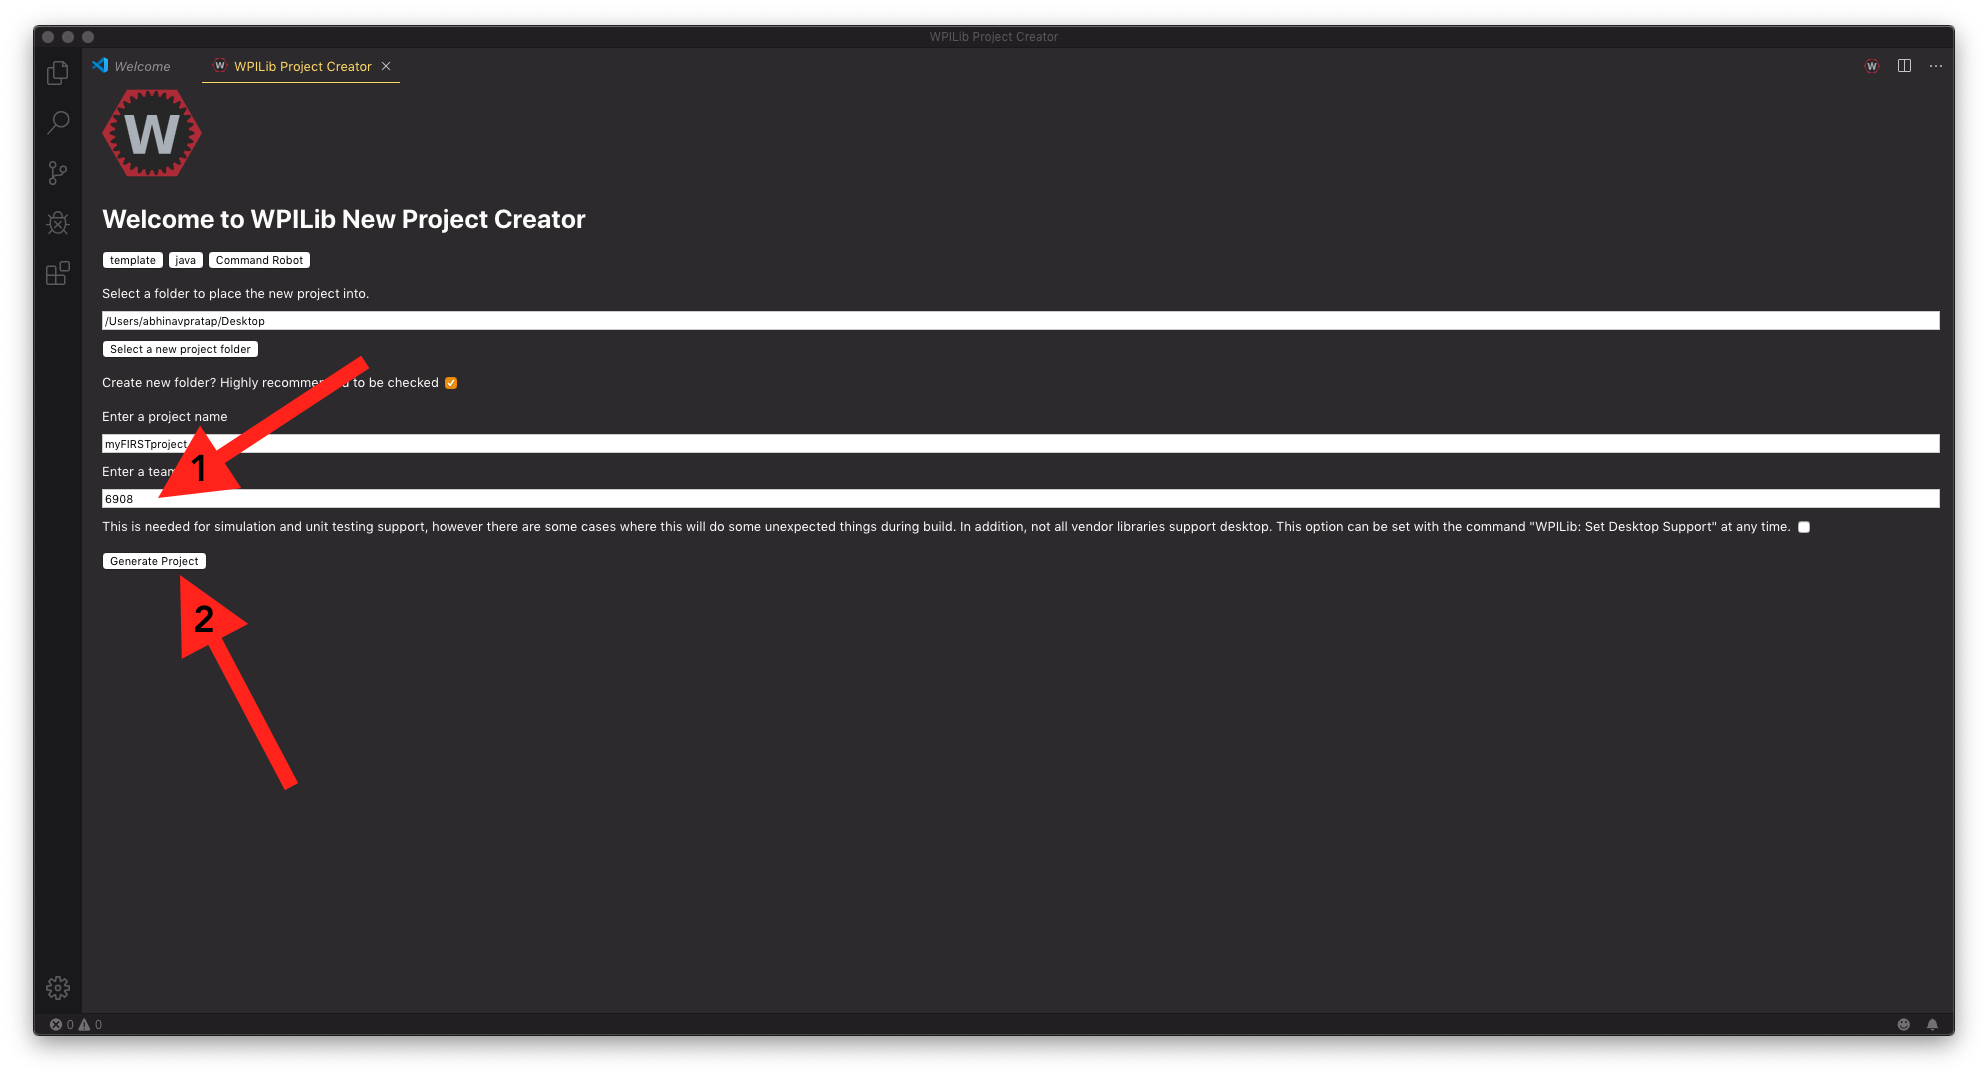 WPILib Project Creator
Welcome
W WPILib Project Creator
W
W
Welcome to WPILib New Project Creator
template java Command Robot
Select a folder to place the new project into.
/Users/abhinavpratap/Desktop
Select a new project folder
Create new folder? Highly to be checked
Enter a project name
myFIRSTproject
Enter a
1
6908
This is needed for simulation and unit testing support, however there are some cases where this will do some unexpected things during build. In addition, not all vendor libraries support desktop. This option can be set with the command "WPILib: Set Desktop Support" at any time.
Generate Project
2
0 0